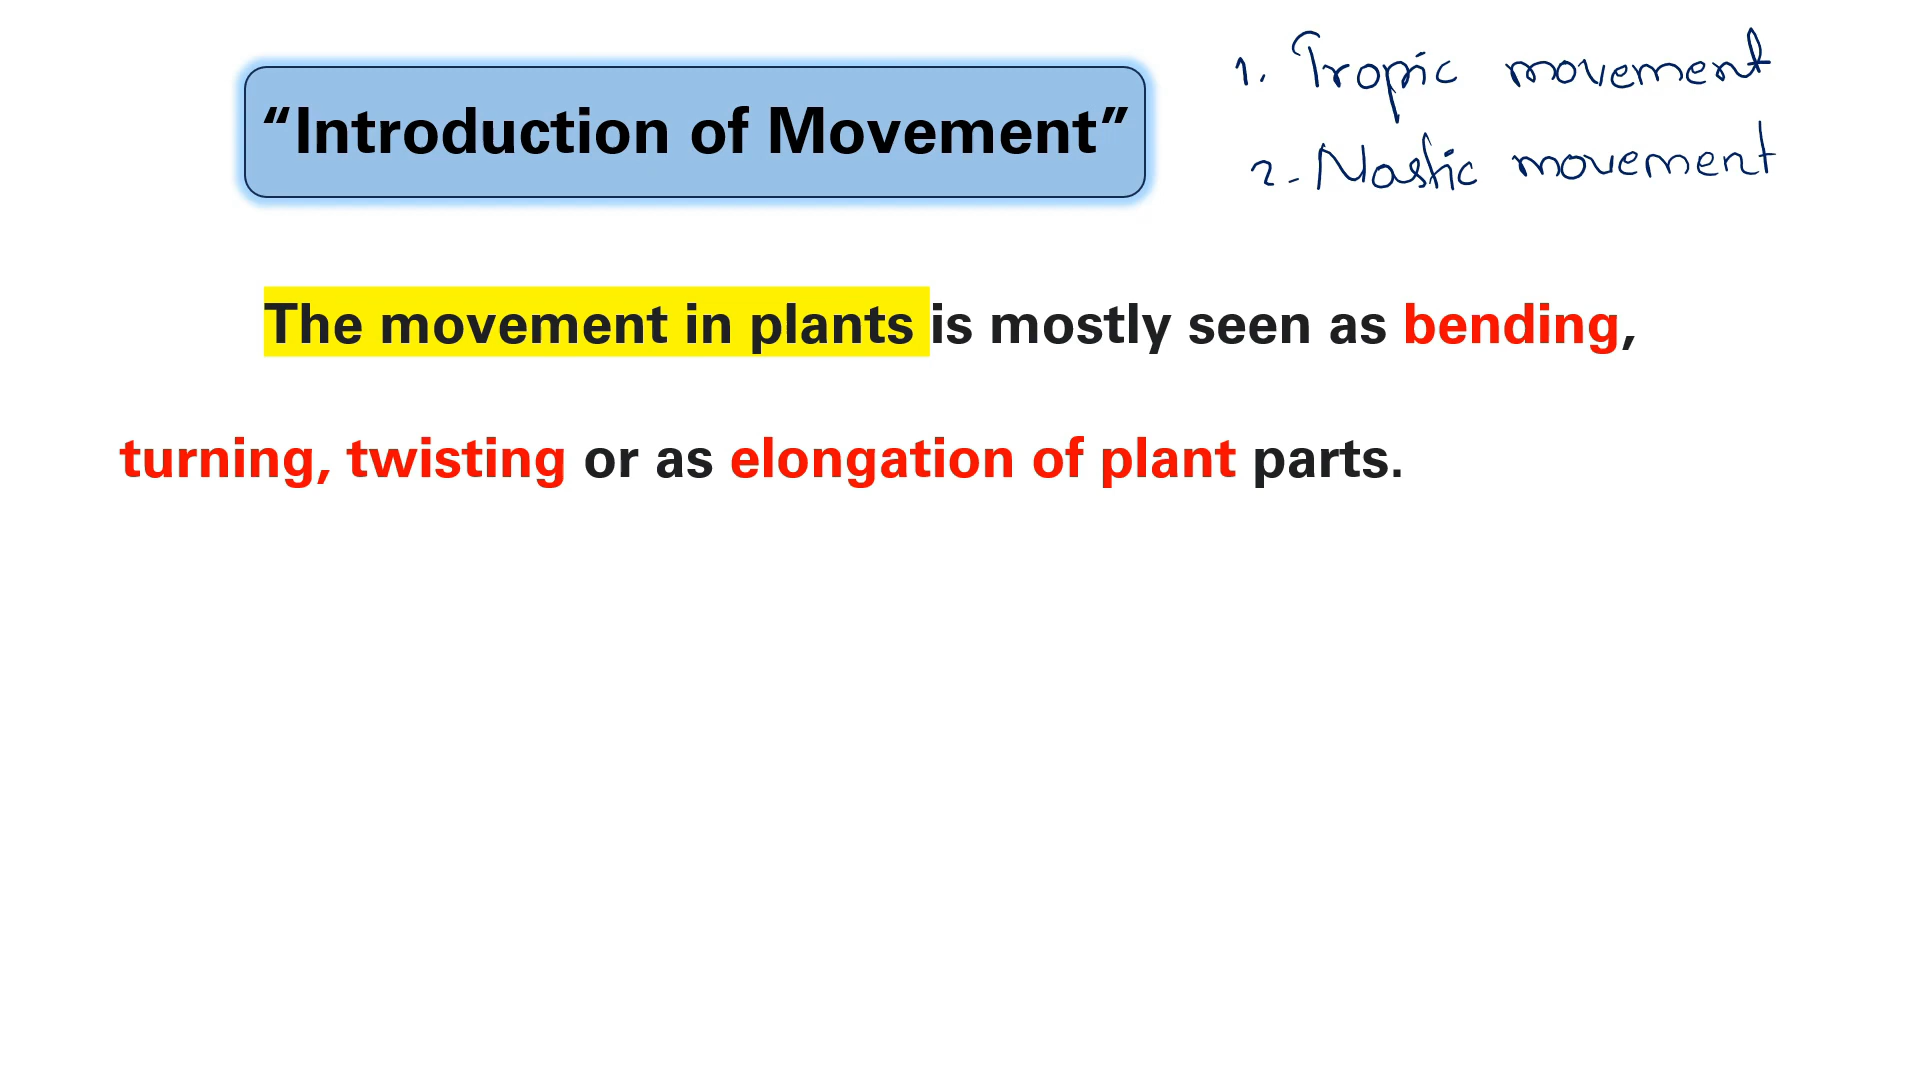 “Introduction of Movement”
1. Tropic movement
2- Nastic movement
The movement in plants is mostly seen as bending,
turning, twisting or as elongation of plant parts.